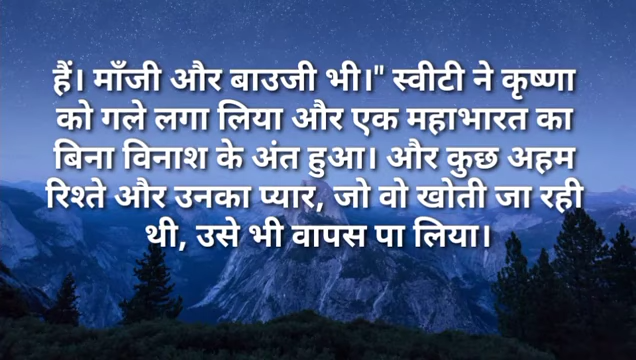 हैं। माँजी और बाउजी भी।" स्वीटी ने कृष्णा
को गले लगा लिया और एक महाभारत का
बिना विनाश के अंत हुआ। और कुछ अहम
रिश्ते और उनका प्यार, जो वो खोती जा रही
थी, उसे भी वापस पा लिया।